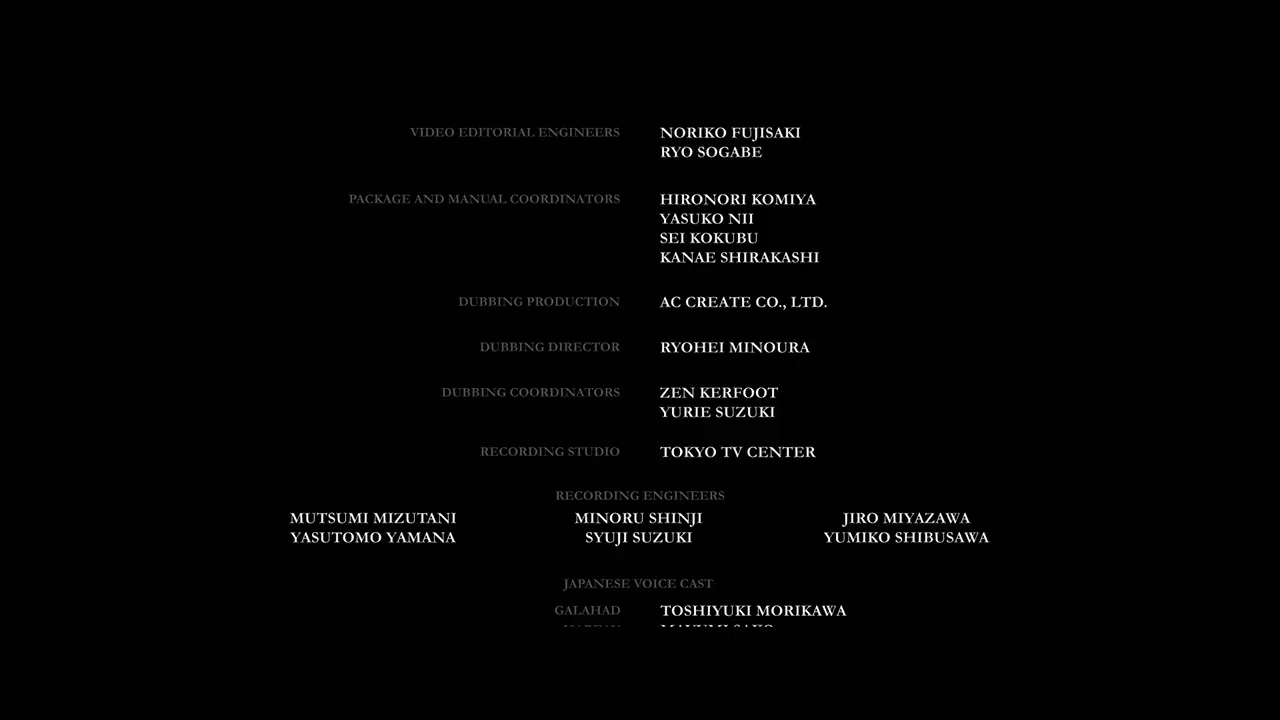 VIDEO EDITORIAL ENGINEERS NORIKO FUJISAKI
RYO SOGABE
PACKAGE AND MANUAL COORDINATORS HIRONORI KOMIYA
YASUKO NII
SEI KOKUBU
KANAE SHIRAKASHI
DUBBING PRODUCTION AC CREATE CO., LTD.
DUBBING DIRECTOR RYOHEI MINOURA
DUBBING COORDINATORS ZEN KERFOOT
YURIE SUZUKI
RECORDING STUDIO TOKYO TV CENTER
RECORDING ENGINEERS
MUTSUMI MIZUTANI MINORU SHINJI JIRO MIYAZAWA
YASUTOMO YAMANA SYUJI SUZUKI YUMIKO SHIBUSAWA
JAPANESE VOICE CAST
GALAHAD TOSHIYUKI MORIKAWA